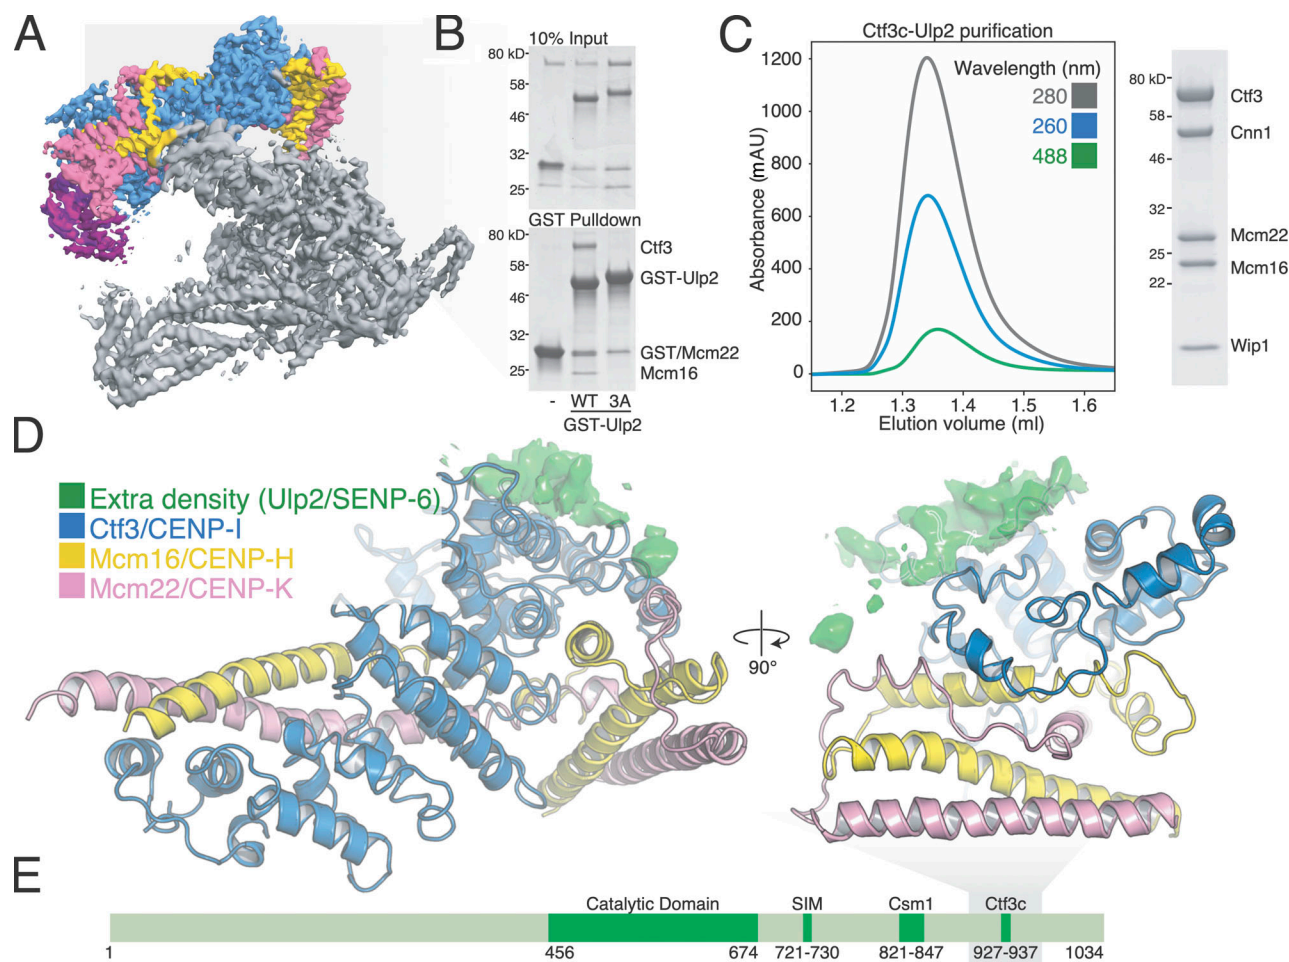 A
B
10% Input
80 kD-
58-
46-
32-
25-
GST Pulldown
80 kD-
58-
46-
32-
25-
Ctf3
GST-Ulp2
GST/Mcm22
Mcm16
- WT 3A
GST-Ulp2
C
Ctf3c-Ulp2 purification
Wavelength (nm)
280
260
488
Absorbance (mAU)
1200
1000
800
600
400
200
0
1.2 1.3 1.4 1.5 1.6
Elution volume (ml)
80 kD-
58-
46-
32-
25-
22-
Ctf3
Cnn1
Mcm22
Mcm16
Wip1
D
Extra density (Ulp2/SENP-6)
Ctf3/CENP-I
Mcm16/CENP-H
Mcm22/CENP-K
90°
E
Catalytic Domain SIM Csm1 Ctf3c
1 456 674 721-730 821-847 927-937 1034